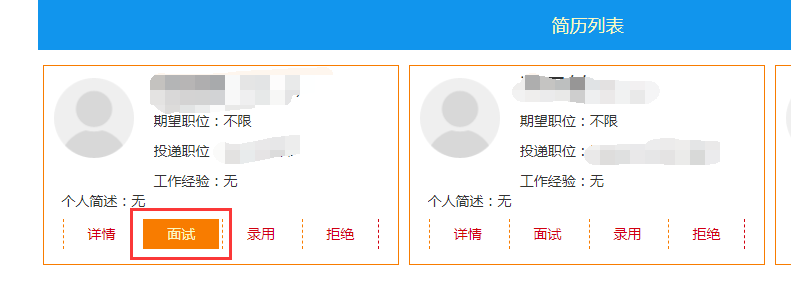 简历列表
期望职位：不限
投递职位
工作经验：无
个人简述：无
详情 面试 录用 拒绝
期望职位：不限
投递职位：
工作经验：无
个人简述：无
详情 面试 录用 拒绝